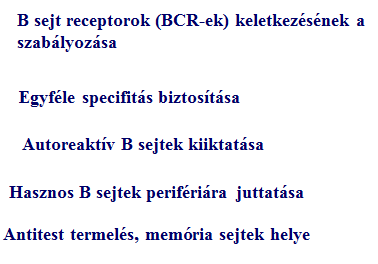 B sejt receptorok (BCR-ek) keletkezésének a
szabályozása
Egyféle specifitás biztosítása
Autoreaktív B sejtek kiiktatása
Hasznos B sejtek perifériára juttatása
Antitest termelés, memória sejtek helye